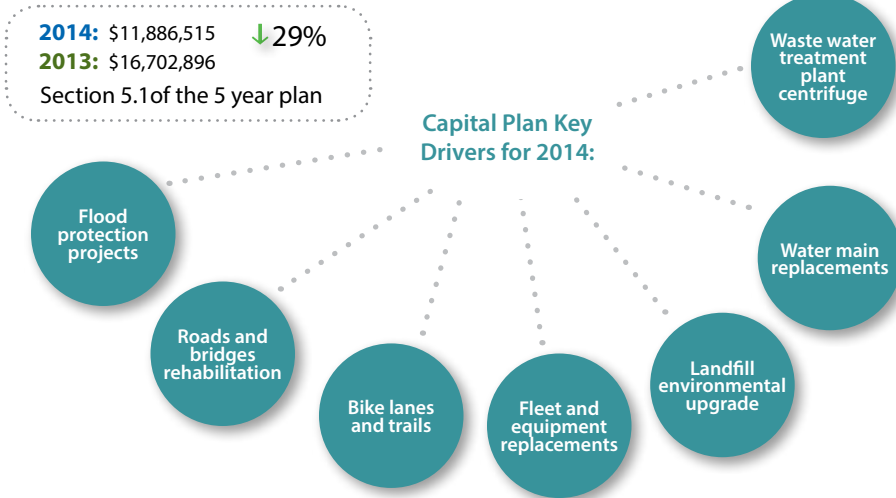 2014: $11,886,515 ↓29%
2013: $16,702,896
Section 5.1of the 5 year plan
Capital Plan Key
Drivers for 2014:
Flood
protection
projects
Roads and
bridges
rehabilitation
Bike lanes
and trails
Fleet and
equipment
replacements
Landfill
environmental
upgrade
Water main
replacements
Waste water
treatment
plant
centrifuge